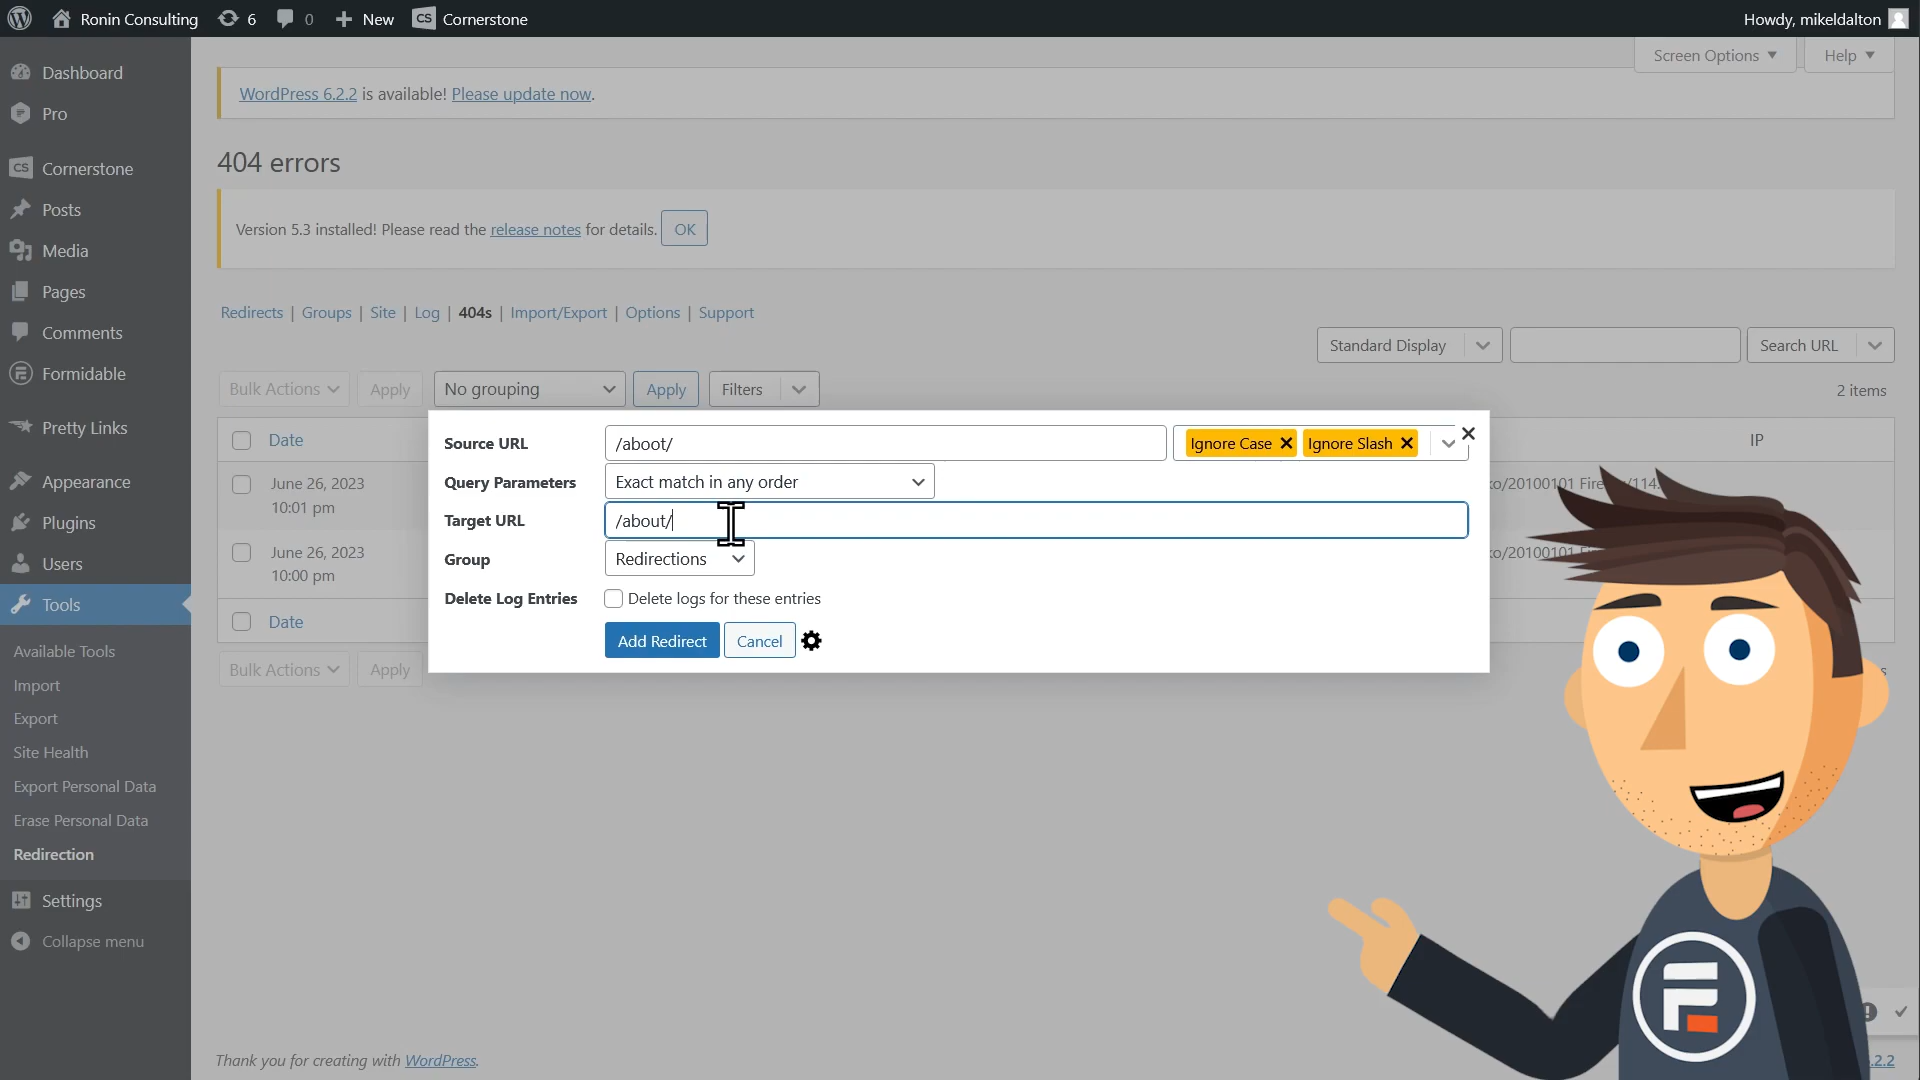 Ronin Consulting 6 0 New CS Cornerstone Howdy, mikeldalton
Dashboard
Pro
CS Cornerstone
Posts
Media
Pages
Comments
Formidable
Pretty Links
Appearance
Plugins
Users
Tools
Available Tools
Import
Export
Site Health
Export Personal Data
Erase Personal Data
Redirection
Settings
Collapse menu
Screen Options Help
WordPress 6.2.2 is available! Please update now.
404 errors
Version 5.3 installed! Please read the release notes for details. OK
Redirects | Groups | Site | Log | 404s | Import/Export | Options | Support
Standard Display Search URL
Bulk Actions Apply No grouping Apply Filters 2 items
Date IP
June 26, 2023
10:01 pm
June 26, 2023
10:00 pm
Date
Bulk Actions Apply
Source URL /aboot/ Ignore Case Ignore Slash
Query Parameters Exact match in any order
Target URL /about/
Group Redirections
Delete Log Entries Delete logs for these entries
Add Redirect Cancel
Thank you for creating with WordPress. .2.2